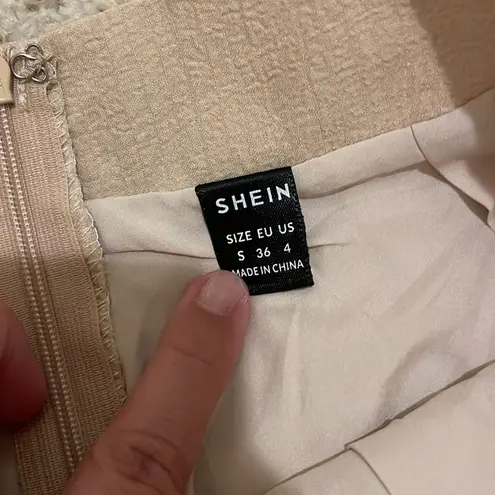 SHEIN
SIZE EU US
S 36 4
MADE IN CHINA